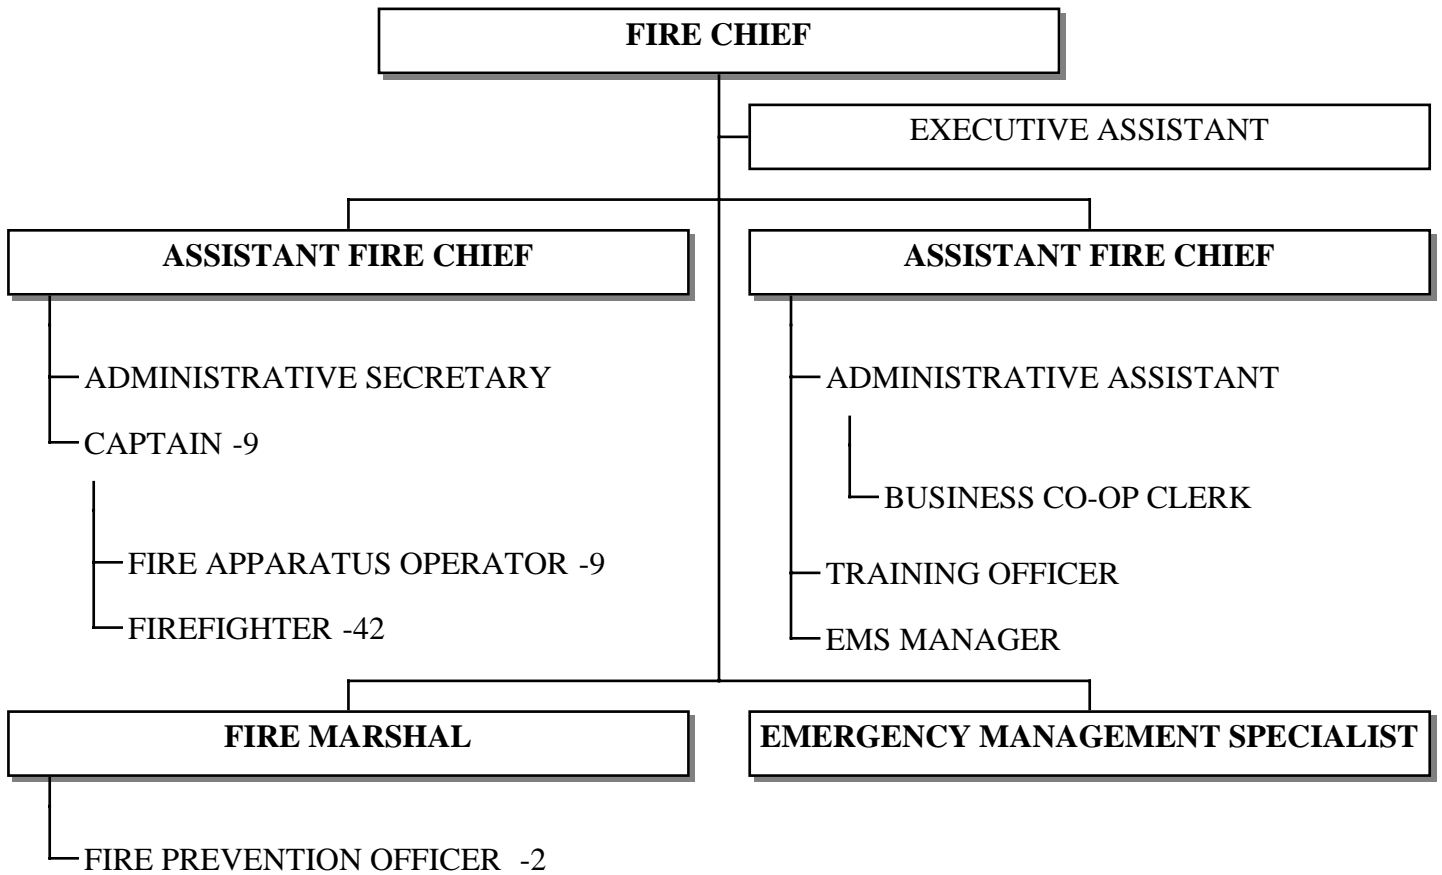 FIRE CHIEF
EXECUTIVE ASSISTANT
ASSISTANT FIRE CHIEF
ADMINISTRATIVE SECRETARY
CAPTAIN -9
FIRE APPARATUS OPERATOR -9
FIREFIGHTER -42
ASSISTANT FIRE CHIEF
ADMINISTRATIVE ASSISTANT
BUSINESS CO-OP CLERK
TRAINING OFFICER
EMS MANAGER
FIRE MARSHAL
FIRE PREVENTION OFFICER -2
EMERGENCY MANAGEMENT SPECIALIST